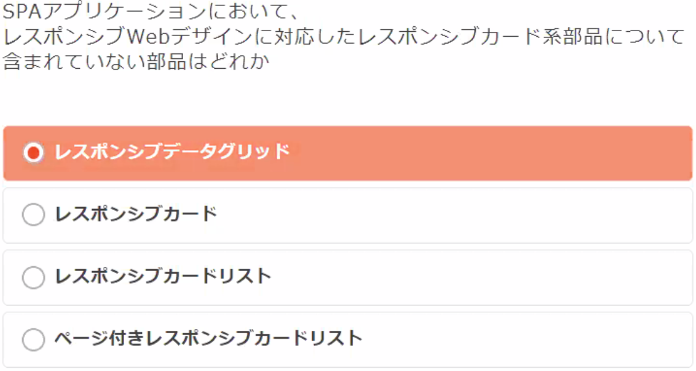 SPAアプリケーションにおいて、
レスポンシブWebデザインに対応したレスポンシブカード系部品について
含まれていない部品はどれか
レスポンシブデータグリッド
レスポンシブカード
レスポンシブカードリスト
ページ付きレスポンシブカードリスト